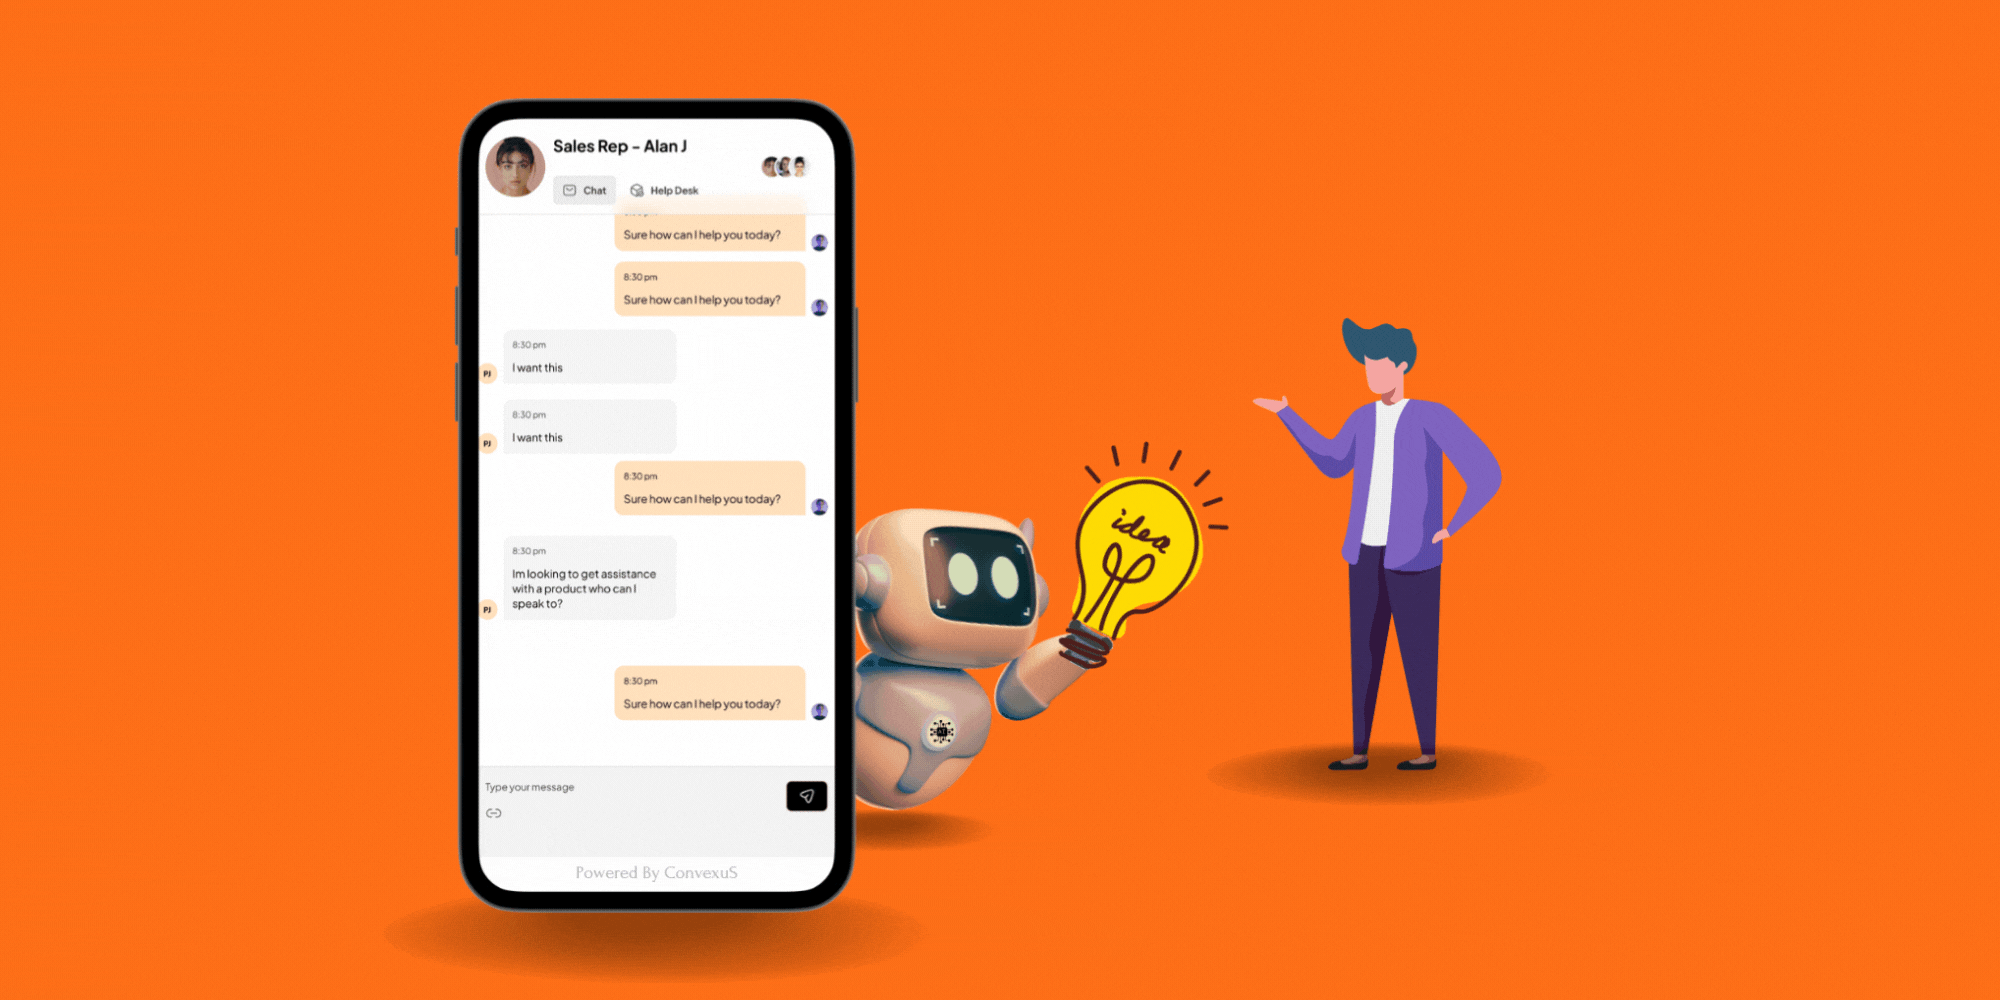 Sales Rep - Alan J
Chat
Help Desk
Sure how can I help you today?
8:30 pm
Sure how can I help you today?
8:30 pm
I want this
PJ
8:30 pm
I want this
PJ
8:30 pm
Sure how can I help you today?
8:30 pm
Im looking to get assistance
with a product who can I
speak to?
PJ
8:30 pm
Sure how can I help you today?
Type your message
Powered By ConvexuS
idea